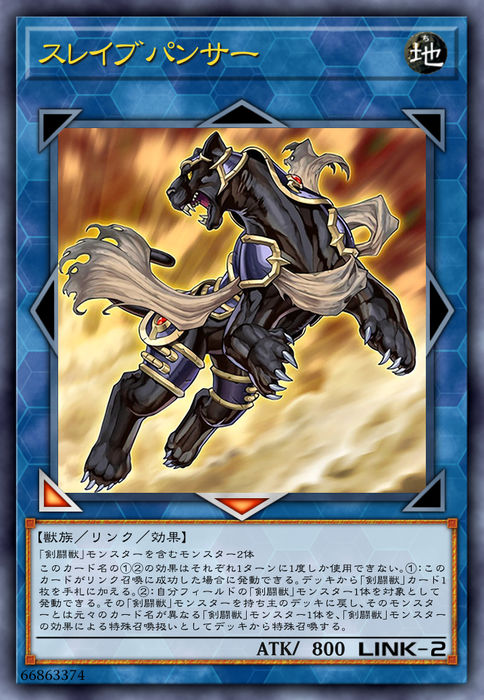 スレイブパンサー
ち
地
【獣族／リンク／効果】
「剣闘獣」モンスターを含むモンスター2体
このカード名の①②の効果はそれぞれ1ターンに1度しか使用できない。①：この
カードがリンク召喚に成功した場合に発動できる。デッキから「剣闘獣」カード1
枚を手札に加える。②：自分フィールドの「剣闘獣」モンスター1体を対象として
発動できる。その「剣闘獣」モンスターを持ち主のデッキに戻し、そのモンス
ターとは元々のカード名が異なる「剣闘獣」モンスター1体を、「剣闘獣」モンスター
の効果による特殊召喚扱いとしてデッキから特殊召喚する。
ATK/ 800 LINK-2
66863374